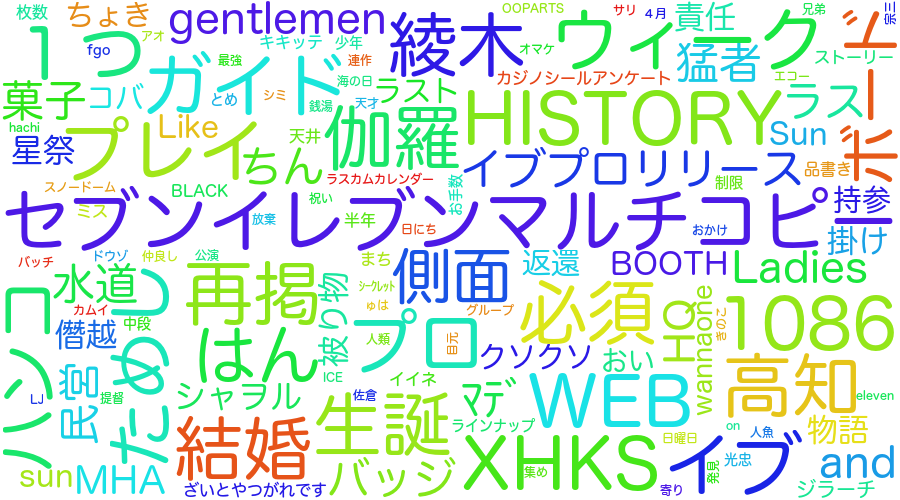 枚数
ちょき
gentlemen
OOPARTS
サリ
4月
兄弟
宗三
1つ
fgo
アオ
キキッテ
少年
綾木
ウィーク
責任
ボード
最強
連作
オマケ
猛者
ストーリー
菓子
コバ
ガイド
海の日
ラスト
カジノシールアンケート
エコー
hachi
とめ
シミ
銭湯
天才
伽羅
HISTORY
ラス
星祭
プレイ
Like
天井
ちん
Sun
イブプロリリース
品書き
スノードーム
BLACK
ラスカムカレンダー
祝い
お手数
制限
持参
ミス
放棄
半年
日にち
セブンイレブンマルチコピー
おかけ
掛け
バッチ
ドウゾ
仲良し
公演
まち
側面
返還
BOOTH
Ladies
水道
ためし
再掲
被り物
シークレット
ゅは
グループ
必須
HQ
wannaone
きのこ
1086
カムイ
僭越
中段
はん
人類
プロ
目元
クソクソ
おい
ハンコ
民宮
LJ
提督
シャヲル
ICE
イイネ
佐倉
マデ
WEB
高知
eleven
結婚
生誕
ラインナップ
on
人魚
物語
sun
MHA
バッジ
XHKS
集め
日曜日
イブ
発見
光忠
and
ざいとやつがれです
寄り
ジラーチ